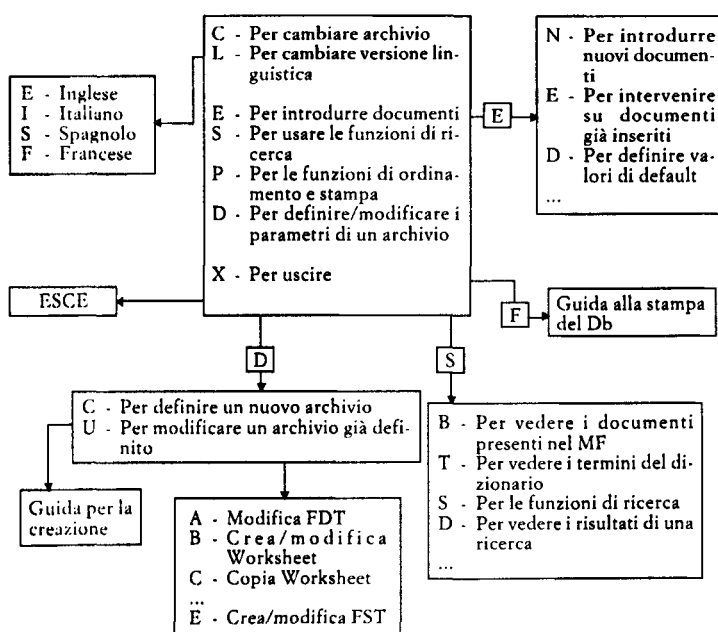 C - Per cambiare archivio
L - Per cambiare versione lin-
guistica
E - Per introdurre documenti
S - Per usare le funzioni di ri-
cerca
P - Per le funzioni di ordina-
mento e stampa
D - Per definire/modificare i
parametri di un archivio
X - Per uscire
E - Inglese
I - Italiano
S - Spagnolo
F - Francese
E
N - Per introdurre
nuovi documen-
ti
E - Per intervenire
su documenti
già inseriti
D - Per definire va-
lori di default
...
ESCE
F
Guida alla stampa
del Db
D
S
C - Per definire un nuovo archivio
U - Per modificare un archivio già defi-
nito
B - Per vedere i documenti
presenti nel MF
T - Per vedere i termini del di-
zionario
S - Per le funzioni di ricerca
D - Per vedere i risultati di una
ricerca
...
Guida per la
creazione
A - Modifica FDT
B - Crea/modifica
Worksheet
C - Copia Worksheet
...
E - Crea/modifica FST